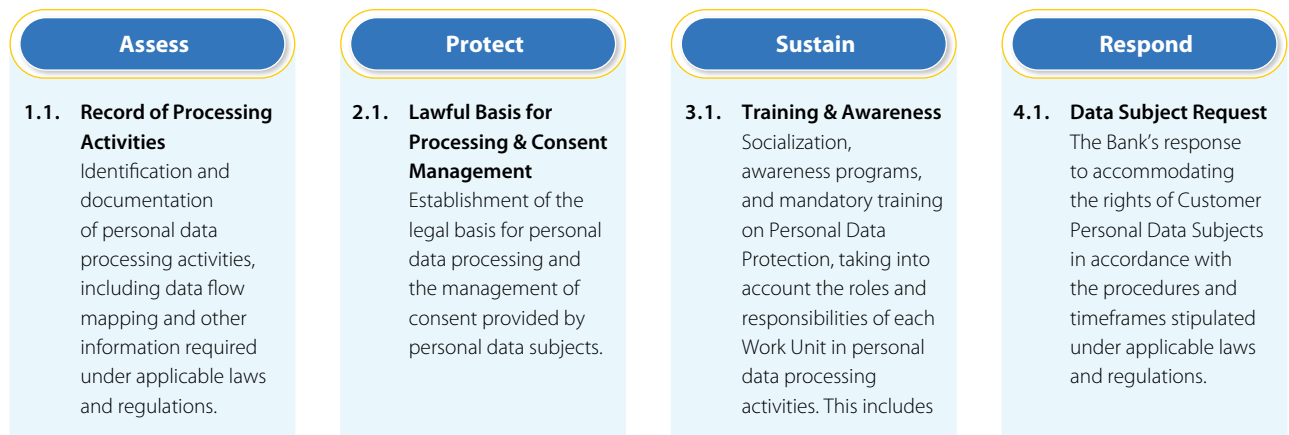 Assess
1.1. Record of Processing
Activities
Identification and
documentation
of personal data
processing activities,
including data flow
mapping and other
information required
under applicable laws
and regulations.
Protect
2.1. Lawful Basis for
Processing & Consent
Management
Establishment of the
legal basis for personal
data processing and
the management of
consent provided by
personal data subjects.
Sustain
3.1. Training & Awareness
Socialization,
awareness programs,
and mandatory training
on Personal Data
Protection, taking into
account the roles and
responsibilities of each
Work Unit in personal
data processing
activities. This includes
Respond
4.1. Data Subject Request
The Bank’s response
to accommodating
the rights of Customer
Personal Data Subjects
in accordance with
the procedures and
timeframes stipulated
under applicable laws
and regulations.